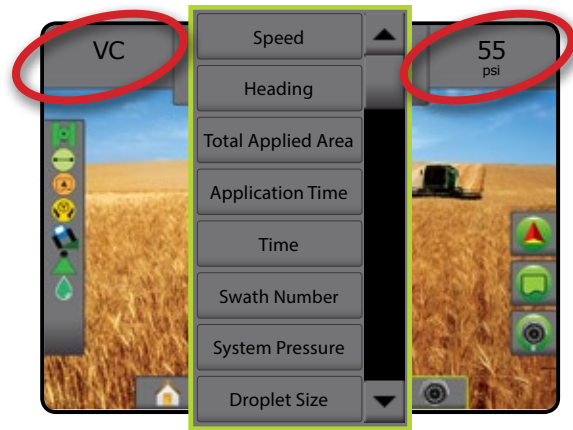 VC
Speed
55
psi
Heading
Total Applied Area
Application Time
Time
Swath Number
System Pressure
Droplet Size